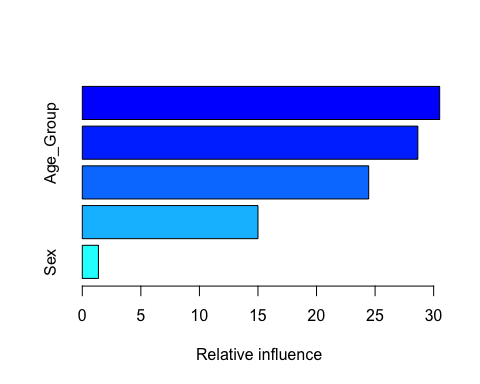 Age_Group
Sex
0 5 10 15 20 25 30
Relative influence